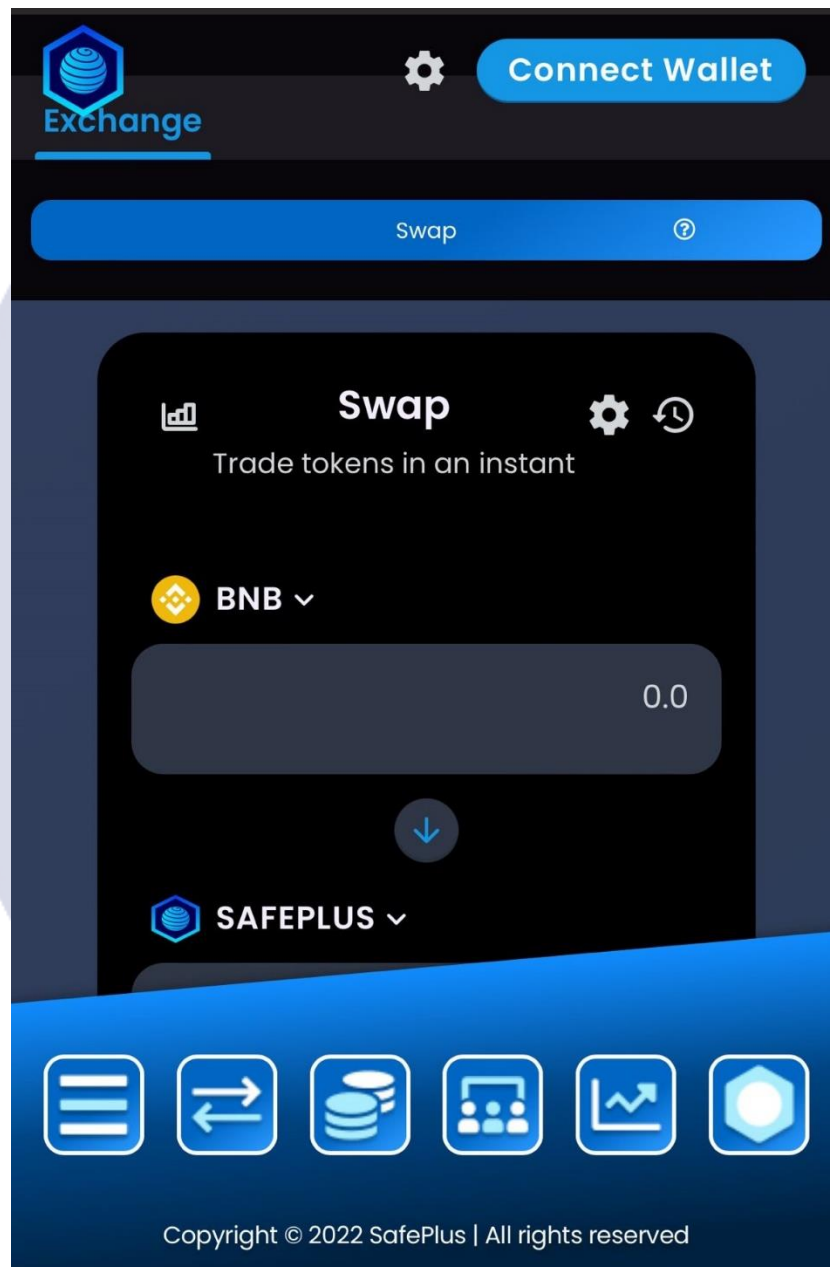 Connect Wallet
Exchange
Swap
Swap
Trade tokens in an instant
BNB
0.0
SAFEPLUS
Copyright © 2022 SafePlus | All rights reserved